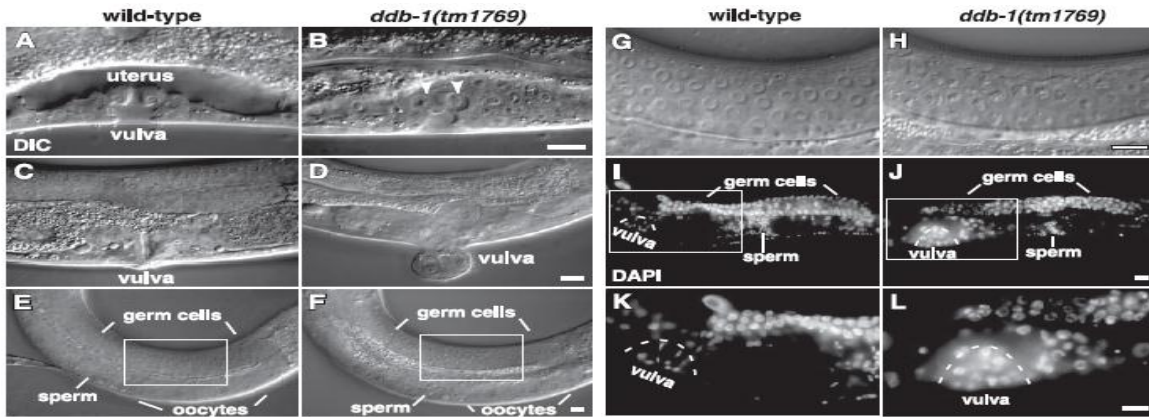 wild-type ddb-1(tm1769) wild-type ddb-1(tm1769)
A B G H
uterus
vulva
DIC
C D
vulva
vulva
I J
germ cells germ cells
vulva sperm vulva sperm
DAPI
E F
germ cells germ cells
sperm oocytes sperm oocytes
K L
vulva vulva